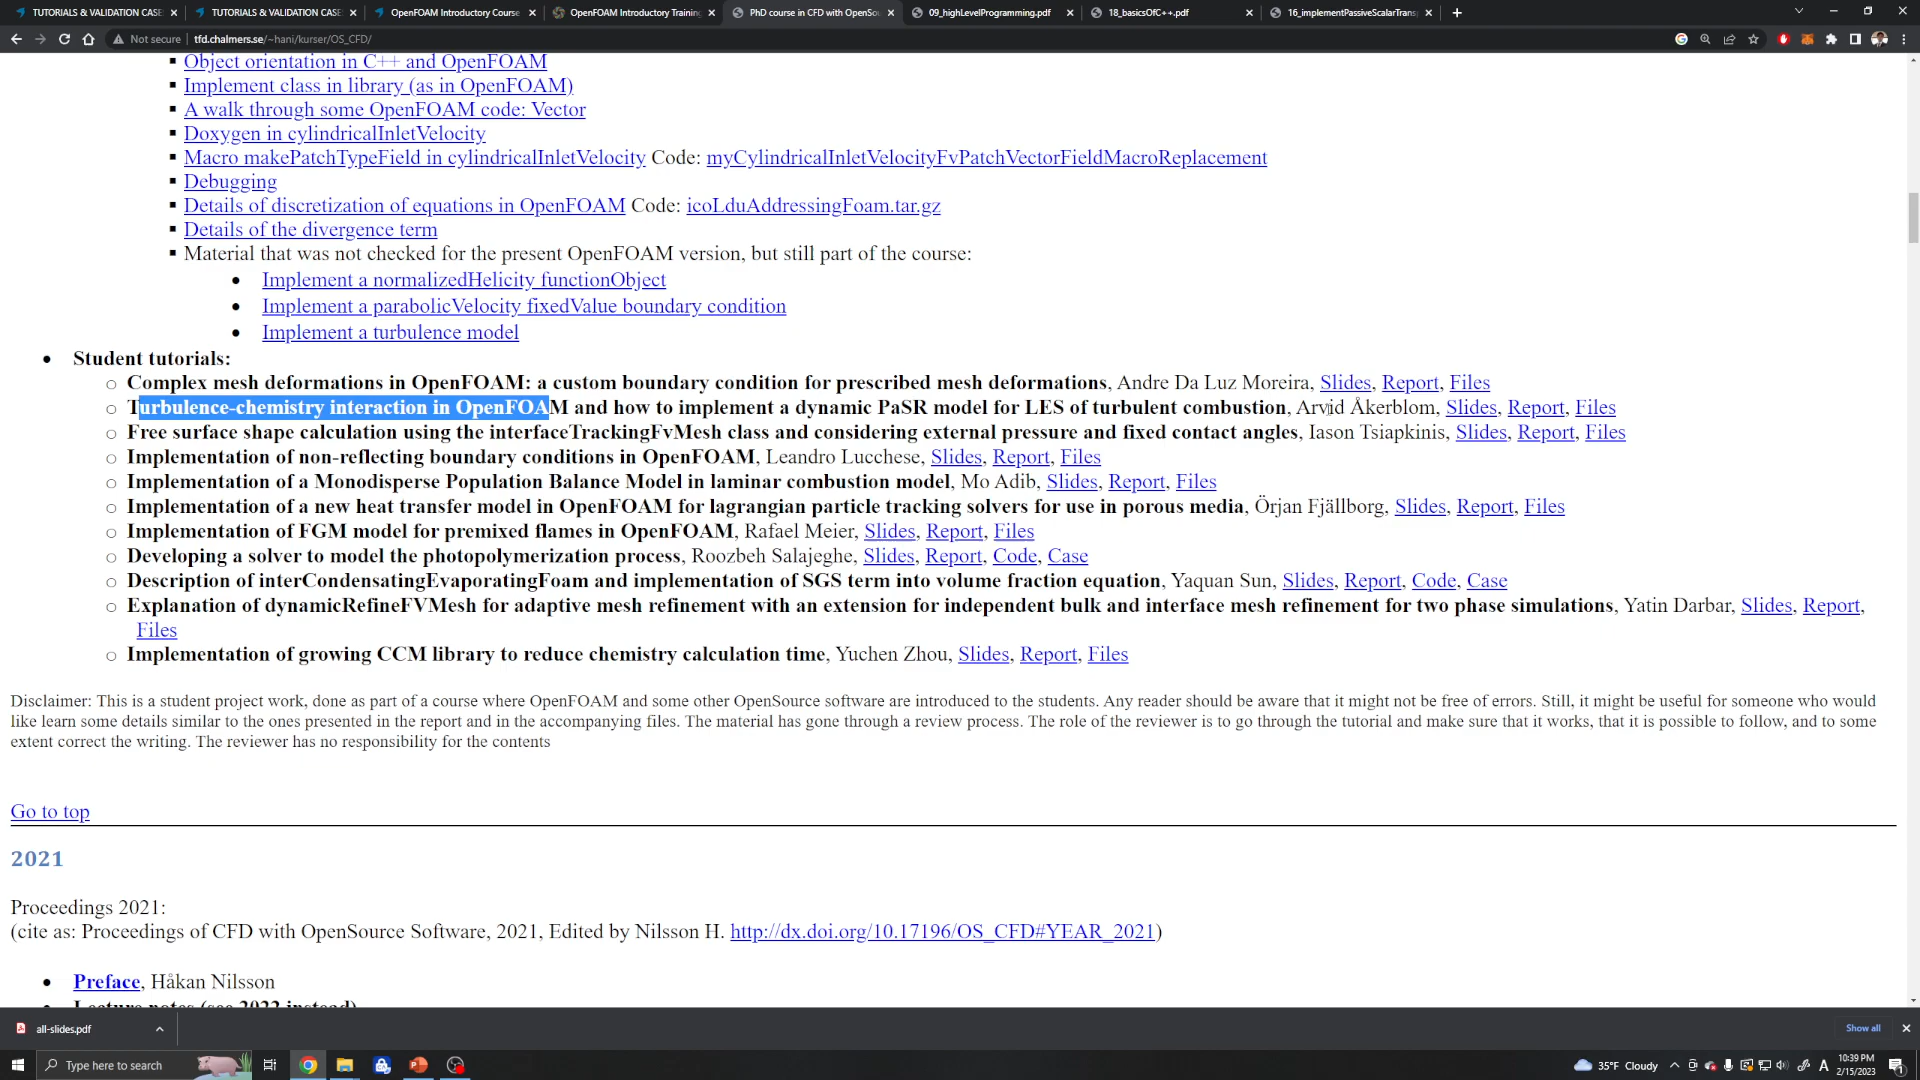 TUTORIALS & VALIDATION CASE
TUTORIALS & VALIDATION CASE
OpenFOAM Introductory Course
OpenFOAM Introductory Training
PhD course in CFD with OpenSou
09_highLevelProgramming.pdf
18_basicsOfC++.pdf
16_implementPassiveScalarTrans
Not secure | tfd.chalmers.se/~hani/kurser/OS_CFD/
Object orientation in C++ and OpenFOAM
Implement class in library (as in OpenFOAM)
A walk through some OpenFOAM code: Vector
Doxygen in cylindricalInletVelocity
Macro makePatchTypeField in cylindricalInletVelocity Code: myCylindricalInletVelocityFvPatchVectorFieldMacroReplacement
Debugging
Details of discretization of equations in OpenFOAM Code: icoLduAddressingFoam.tar.gz
Details of the divergence term
Material that was not checked for the present OpenFOAM version, but still part of the course:
Implement a normalizedHelicity functionObject
Implement a parabolicVelocity fixedValue boundary condition
Implement a turbulence model
Student tutorials:
Complex mesh deformations in OpenFOAM: a custom boundary condition for prescribed mesh deformations, Andre Da Luz Moreira, Slides, Report, Files
Turbulence-chemistry interaction in OpenFOAM and how to implement a dynamic PaSR model for LES of turbulent combustion, Arvid Åkerblom, Slides, Report, Files
Free surface shape calculation using the interfaceTrackingFvMesh class and considering external pressure and fixed contact angles, Iason Tsiapkinis, Slides, Report, Files
Implementation of non-reflecting boundary conditions in OpenFOAM, Leandro Lucchese, Slides, Report, Files
Implementation of a Monodisperse Population Balance Model in laminar combustion model, Mo Adib, Slides, Report, Files
Implementation of a new heat transfer model in OpenFOAM for lagrangian particle tracking solvers for use in porous media, Örjan Fjällborg, Slides, Report, Files
Implementation of FGM model for premixed flames in OpenFOAM, Rafael Meier, Slides, Report, Files
Developing a solver to model the photopolymerization process, Roozbeh Salajeghe, Slides, Report, Code, Case
Description of interCondensatingEvaporatingFoam and implementation of SGS term into volume fraction equation, Yaquan Sun, Slides, Report, Code, Case
Explanation of dynamicRefineFVMesh for adaptive mesh refinement with an extension for independent bulk and interface mesh refinement for two phase simulations, Yatin Darbar, Slides, Report,
Files
Implementation of growing CCM library to reduce chemistry calculation time, Yuchen Zhou, Slides, Report, Files
Disclaimer: This is a student project work, done as part of a course where OpenFOAM and some other OpenSource software are introduced to the students. Any reader should be aware that it might not be free of errors. Still, it might be useful for someone who would
like learn some details similar to the ones presented in the report and in the accompanying files. The material has gone through a review process. The role of the reviewer is to go through the tutorial and make sure that it works, that it is possible to follow, and to some
extent correct the writing. The reviewer has no responsibility for the contents
Go to top
2021
Proceedings 2021:
(cite as: Proceedings of CFD with OpenSource Software, 2021, Edited by Nilsson H. http://dx.doi.org/10.17196/OS_CFD#YEAR_2021)
Preface, Håkan Nilsson
Lecture notes (see 2022 instead)
all-slides.pdf
Show all
Type here to search
35°F Cloudy
A
10:39 PM
2/15/2023
1